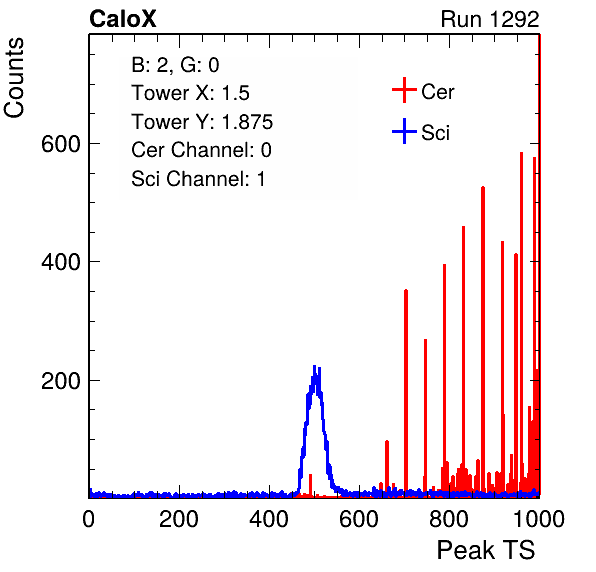 CaloX Run 1292
Counts
B: 2, G: 0
Tower X: 1.5
Tower Y: 1.875
Cer Channel: 0
Sci Channel: 1
Cer
Sci
600
400
200
0 200 400 600 800 1000
Peak TS